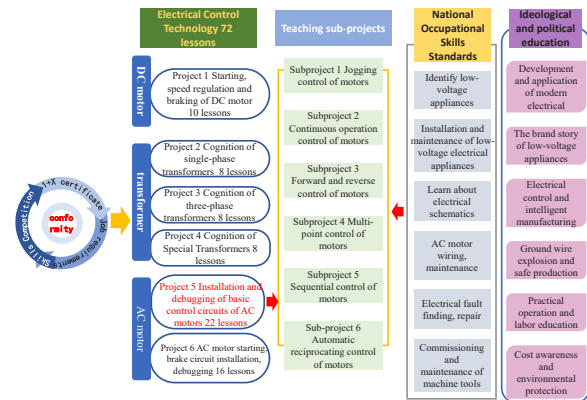 Electrical Control
Technology 72
lessons
Teaching sub-projects
National
Occupational
Skills
Standards
Ideological
and political
education
1+X certificate
Job requirements
Skills Competition
confo
rmity
DC motor
Project 1 Starting,
speed regulation and
braking of DC motor
10 lessons
transformer
Project 2 Cognition of
single-phase
transformers 8 lessons
Project 3 Cognition of
three-phase
transformers 8 lessons
Project 4 Cognition of
Special Transformers 8
lessons
AC motor
Project 5 Installation and
debugging of basic
control circuits of AC
motors 22 lessons
Project 6 AC motor starting,
brake circuit installation,
debugging 16 lessons
Subproject 1 Jogging
control of motors
Subproject 2
Continuous operation
control of motors
Subproject 3
Forward and reverse
control of motors
Subproject 4 Multi-
point control of
motors
Subproject 5
Sequential control of
motors
Sub-project 6
Automatic
reciprocating control
of motors
Identify low-
voltage
appliances
Installation and
maintenance of low-
voltage electrical appliances
Learn about
electrical
schematics
AC motor
wiring,
maintenance
Electrical fault
finding, repair
Commissioning
and
maintenance of
machine tools
Development
and application
of modern
electrical
The brand story
of low-voltage
appliances
Electrical
control and
intelligent
manufacturing
Ground wire
explosion and
safe production
Practical
operation and
labor education
Cost awareness
and
environmental
protection